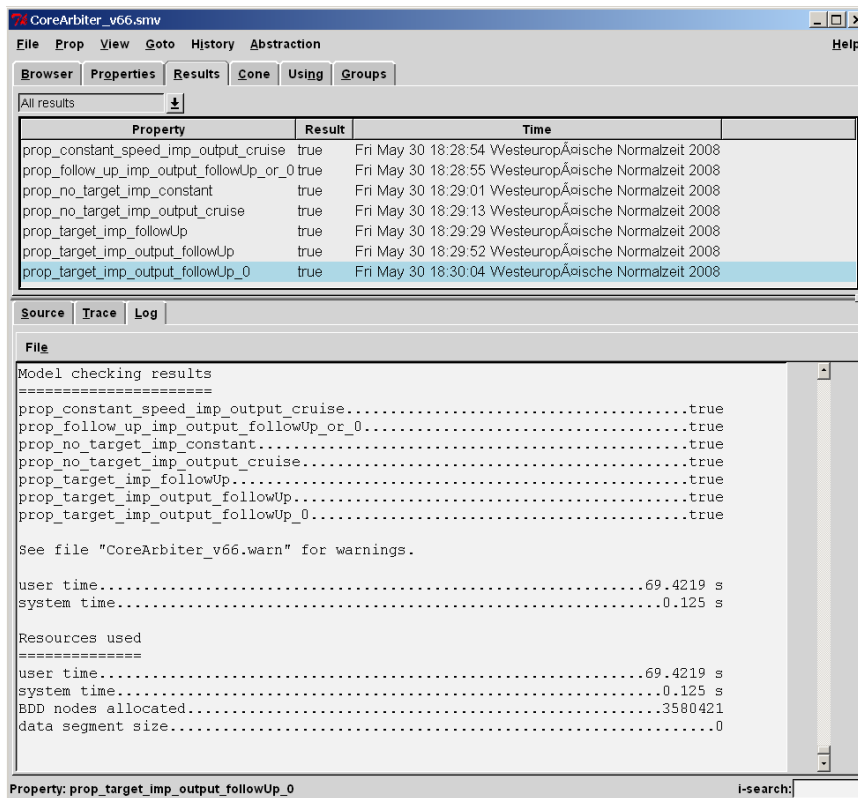 CoreArbiter_v66.smv
File Prop View Goto History Abstraction Help
Browser Properties Results Cone Using Groups
All results
Property Result Time
prop_constant_speed_imp_output_cruise true Fri May 30 18:28:54 WesteuropÃ¤ische Normalzeit 2008
prop_follow_up_imp_output_followUp_or_0 true Fri May 30 18:28:55 WesteuropÃ¤ische Normalzeit 2008
prop_no_target_imp_constant true Fri May 30 18:29:01 WesteuropÃ¤ische Normalzeit 2008
prop_no_target_imp_output_cruise true Fri May 30 18:29:13 WesteuropÃ¤ische Normalzeit 2008
prop_target_imp_followUp true Fri May 30 18:29:29 WesteuropÃ¤ische Normalzeit 2008
prop_target_imp_output_followUp true Fri May 30 18:29:52 WesteuropÃ¤ische Normalzeit 2008
prop_target_imp_output_followUp_0 true Fri May 30 18:30:04 WesteuropÃ¤ische Normalzeit 2008
Source Trace Log
File
Model checking results
======================
prop_constant_speed_imp_output_cruise.......................................true
prop_follow_up_imp_output_followUp_or_0.....................................true
prop_no_target_imp_constant.................................................true
prop_no_target_imp_output_cruise............................................true
prop_target_imp_followUp....................................................true
prop_target_imp_output_followUp.............................................true
prop_target_imp_output_followUp_0...........................................true
See file "CoreArbiter_v66.warn" for warnings.
user time..............................................................69.4219 s
system time..............................................................0.125 s
Resources used
==============
user time..............................................................69.4219 s
system time..............................................................0.125 s
BDD nodes allocated......................................................3580421
data segment size..............................................................0
Property: prop_target_imp_output_followUp_0 i-search: